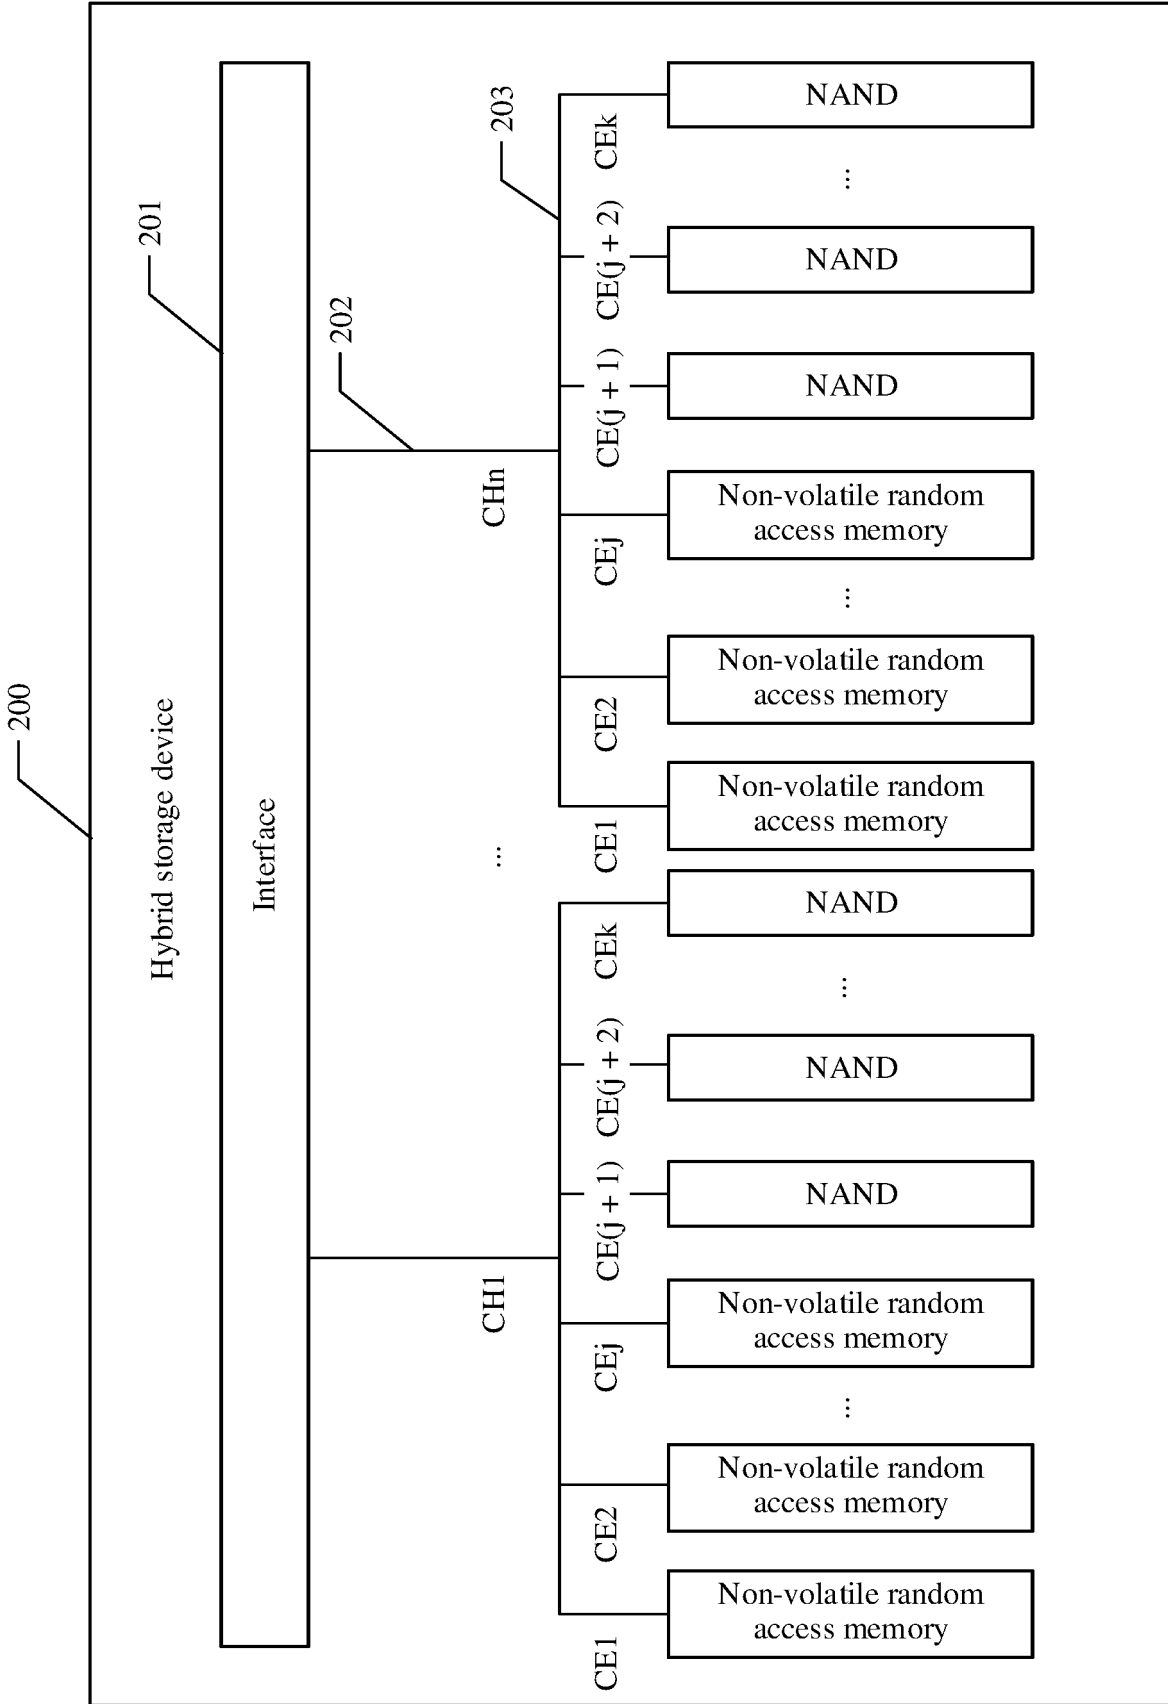 200
Hybrid storage device
201
Interface
202
203
CH1
...
CHn
CE1
CE2
CEj
CE(j + 1)
CE(j + 2)
CEk
CE1
CE2
CEj
CE(j + 1)
CE(j + 2)
CEk
Non-volatile random
access memory
Non-volatile random
access memory
...
Non-volatile random
access memory
NAND
NAND
...
NAND
Non-volatile random
access memory
Non-volatile random
access memory
...
Non-volatile random
access memory
NAND
NAND
...
NAND